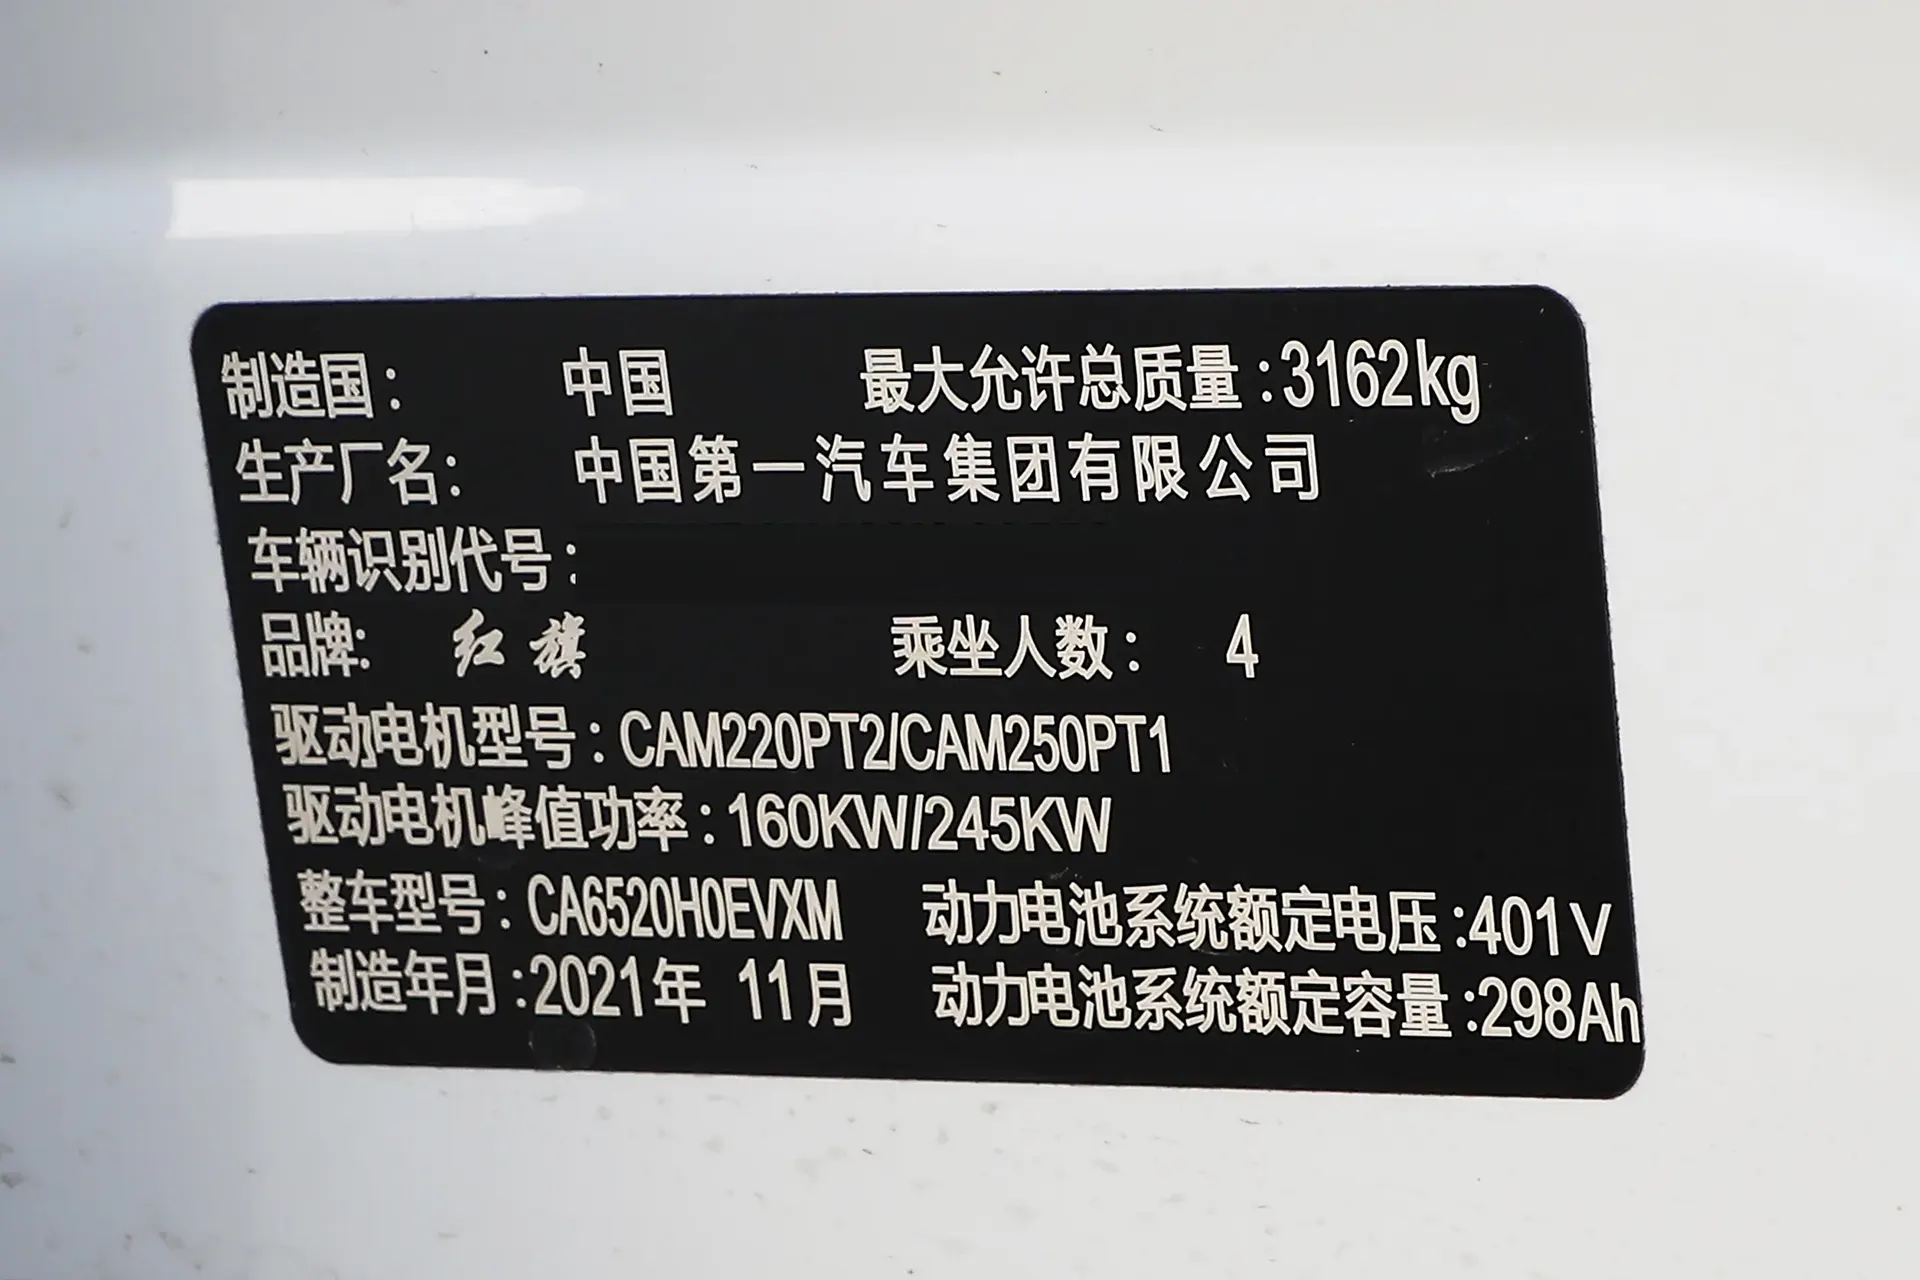 制造国： 中国 最大允许总质量：3162kg
生产厂名： 中国第一汽车集团有限公司
车辆识别代号：
品牌： 红旗 乘坐人数： 4
驱动电机型号：CAM220PT2/CAM250PT1
驱动电机峰值功率：160KW/245KW
整车型号：CA6520H0EVXM 动力电池系统额定电压：401V
制造年月：2021年 11月 动力电池系统额定容量：298Ah